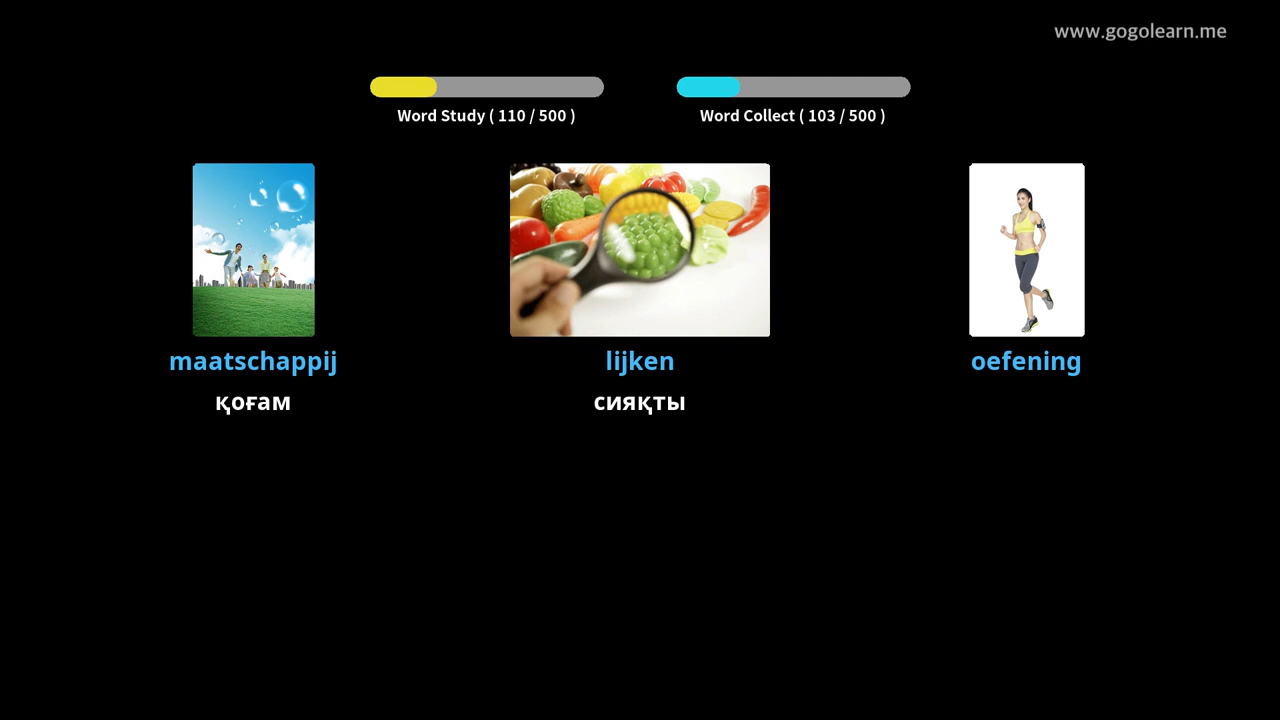 www.gogolearn.me
Word Study ( 110 / 500 )
Word Collect ( 103 / 500 )
maatschappij
lijken
oefening
қоғам
сияқты